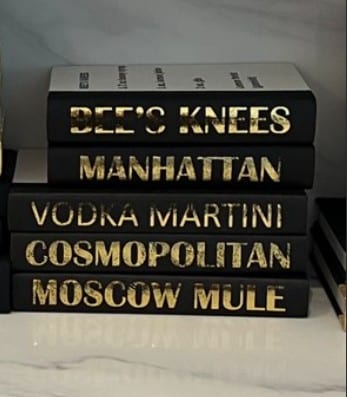 BEE'S KNEES
MANHATTAN
VODKA MARTINI
COSMOPOLITAN
MOSCOW MULE